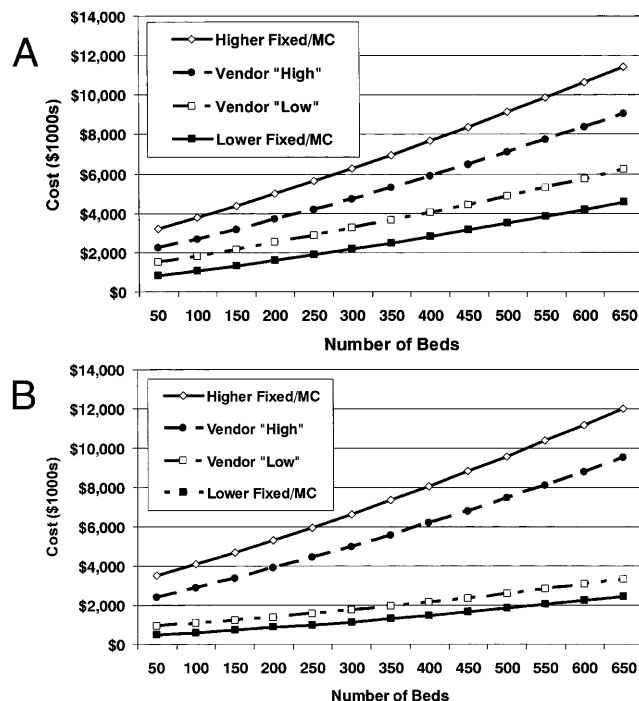 A
Cost ($1000s)
$14,000
$12,000
$10,000
$8,000
$6,000
$4,000
$2,000
$0
Higher Fixed/MC
Vendor "High"
Vendor "Low"
Lower Fixed/MC
50 100 150 200 250 300 350 400 450 500 550 600 650
Number of Beds
B
Cost ($1000s)
$14,000
$12,000
$10,000
$8,000
$6,000
$4,000
$2,000
$0
Higher Fixed/MC
Vendor "High"
Vendor "Low"
Lower Fixed/MC
50 100 150 200 250 300 350 400 450 500 550 600 650
Number of Beds